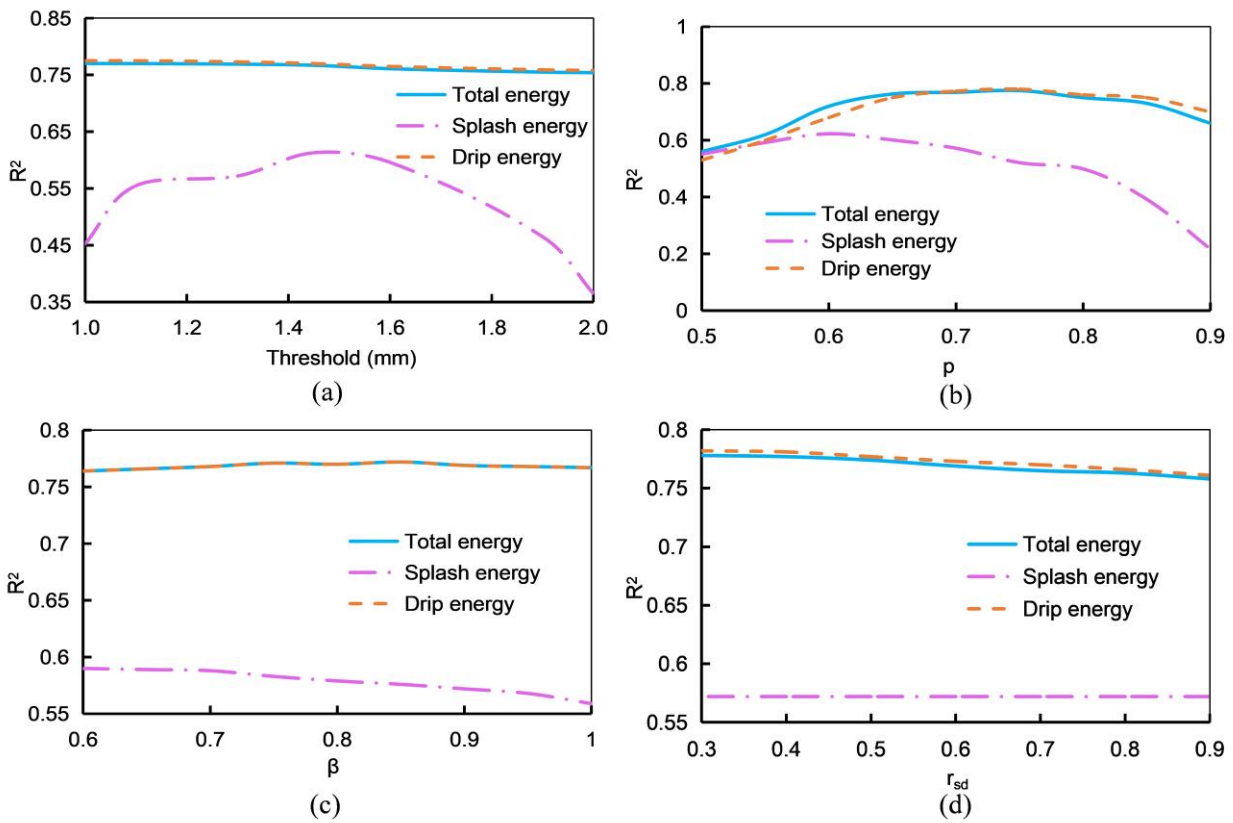 0.85
0.75
0.65
0.55
0.45
0.35
R²
Total energy
Splash energy
Drip energy
1.0 1.2 1.4 1.6 1.8 2.0
Threshold (mm)
(a)
1
0.8
0.6
0.4
0.2
0
R²
Total energy
Splash energy
Drip energy
0.5 0.6 0.7 0.8 0.9
p
(b)
0.8
0.75
0.7
0.65
0.6
0.55
R²
Total energy
Splash energy
Drip energy
0.6 0.7 0.8 0.9 1
β
(c)
0.8
0.75
0.7
0.65
0.6
0.55
R²
Total energy
Splash energy
Drip energy
0.3 0.4 0.5 0.6 0.7 0.8 0.9
r_sd
(d)